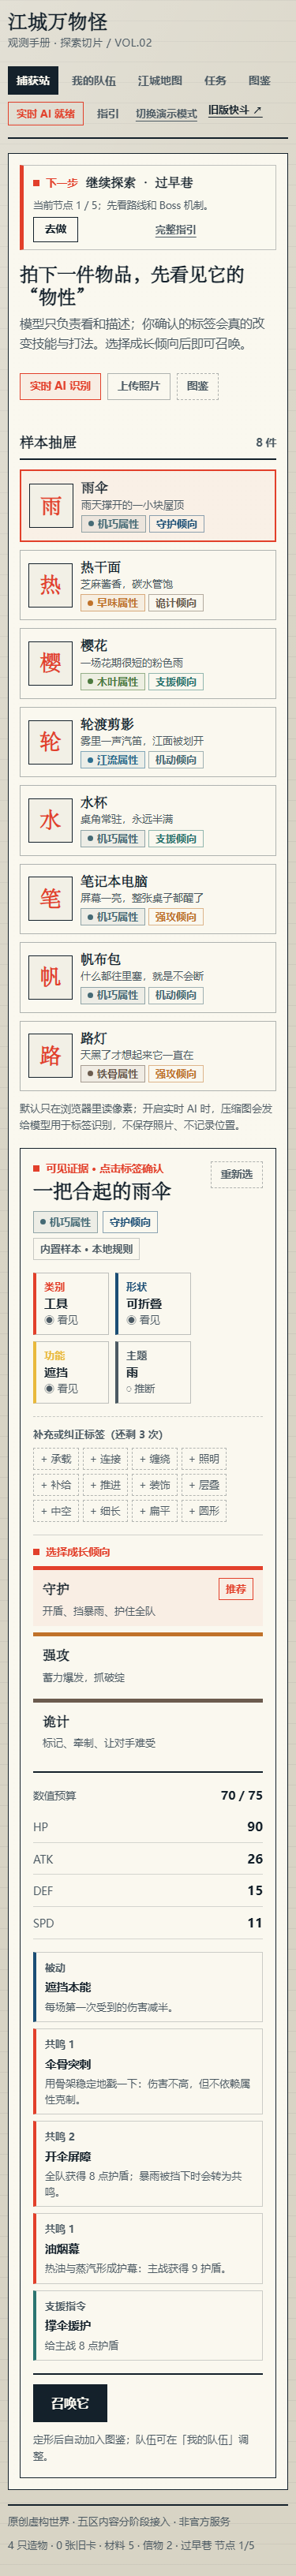 江城万物怪
观测手册 · 探索切片 / VOL.02
捕获站 我的队伍 江城地图 任务 图鉴
实时 AI 就绪 指引 切换演示模式 旧版快斗 ↗
下一步 继续探索 · 过早巷
当前节点 1 / 5；先看路线和 Boss 机制。
去做 完整指引
拍下一件物品，先看见它的
“物性”
模型只负责看和描述；你确认的标签会真的改
变技能与打法。选择成长倾向后即可召唤。
实时 AI 识别 上传照片 图鉴
样本抽屉 8 件
雨
雨伞
雨天撑开的一小块屋顶
机巧属性 守护倾向
热
热干面
芝麻酱香，碳水管饱
早味属性 诡计倾向
樱
樱花
一场花期很短的粉色雨
木叶属性 支援倾向
轮
轮渡剪影
雾里一声汽笛，江面被划开
江流属性 机动倾向
水
水杯
桌角常驻，永远半满
机巧属性 支援倾向
笔
笔记本电脑
屏幕一亮，整张桌子都醒了
机巧属性 强攻倾向
帆
帆布包
什么都往里塞，就是不会断
机巧属性 机动倾向
路
路灯
天黑了才想起来它一直在
铁骨属性 强攻倾向
默认只在浏览器里读像素；开启实时 AI 时，压缩图会发
给模型用于标签识别，不保存照片、不记录位置。
可见证据 • 点击标签确认
重新选
一把合起的雨伞
机巧属性 守护倾向
内置样本 • 本地规则
类别
工具
◉ 看见
形状
可折叠
◉ 看见
功能
遮挡
◉ 看见
主题
雨
○ 推断
补充或纠正标签（还剩 3 次）
+ 承载 + 连接 + 缠绕 + 照明
+ 补给 + 推进 + 装饰 + 层叠
+ 中空 + 细长 + 扁平 + 圆形
选择成长倾向
守护 推荐
开盾、挡暴雨、护住全队
强攻
蓄力爆发，抓破绽
诡计
标记、牵制、让对手难受
数值预算 70 / 75
HP 90
ATK 26
DEF 15
SPD 11
被动
遮挡本能
每场第一次受到的伤害减半。
共鸣 1
伞骨突刺
用骨架稳定地戳一下：伤害不高，但不依赖属
性克制。
共鸣 2
开伞屏障
全队获得 8 点护盾；暴雨被挡下时会转为共
鸣。
共鸣 1
油烟幕
热油与蒸汽形成护幕：主战获得 9 护盾。
支援指令
撑伞援护
给主战 8 点护盾
召唤它
定形后自动加入图鉴；队伍可在「我的队伍」调
整。
原创虚构世界 · 五区内容分阶段接入 · 非官方服务
4 只造物 · 0 张旧卡 · 材料 5 · 信物 2 · 过早巷 节点 1/5